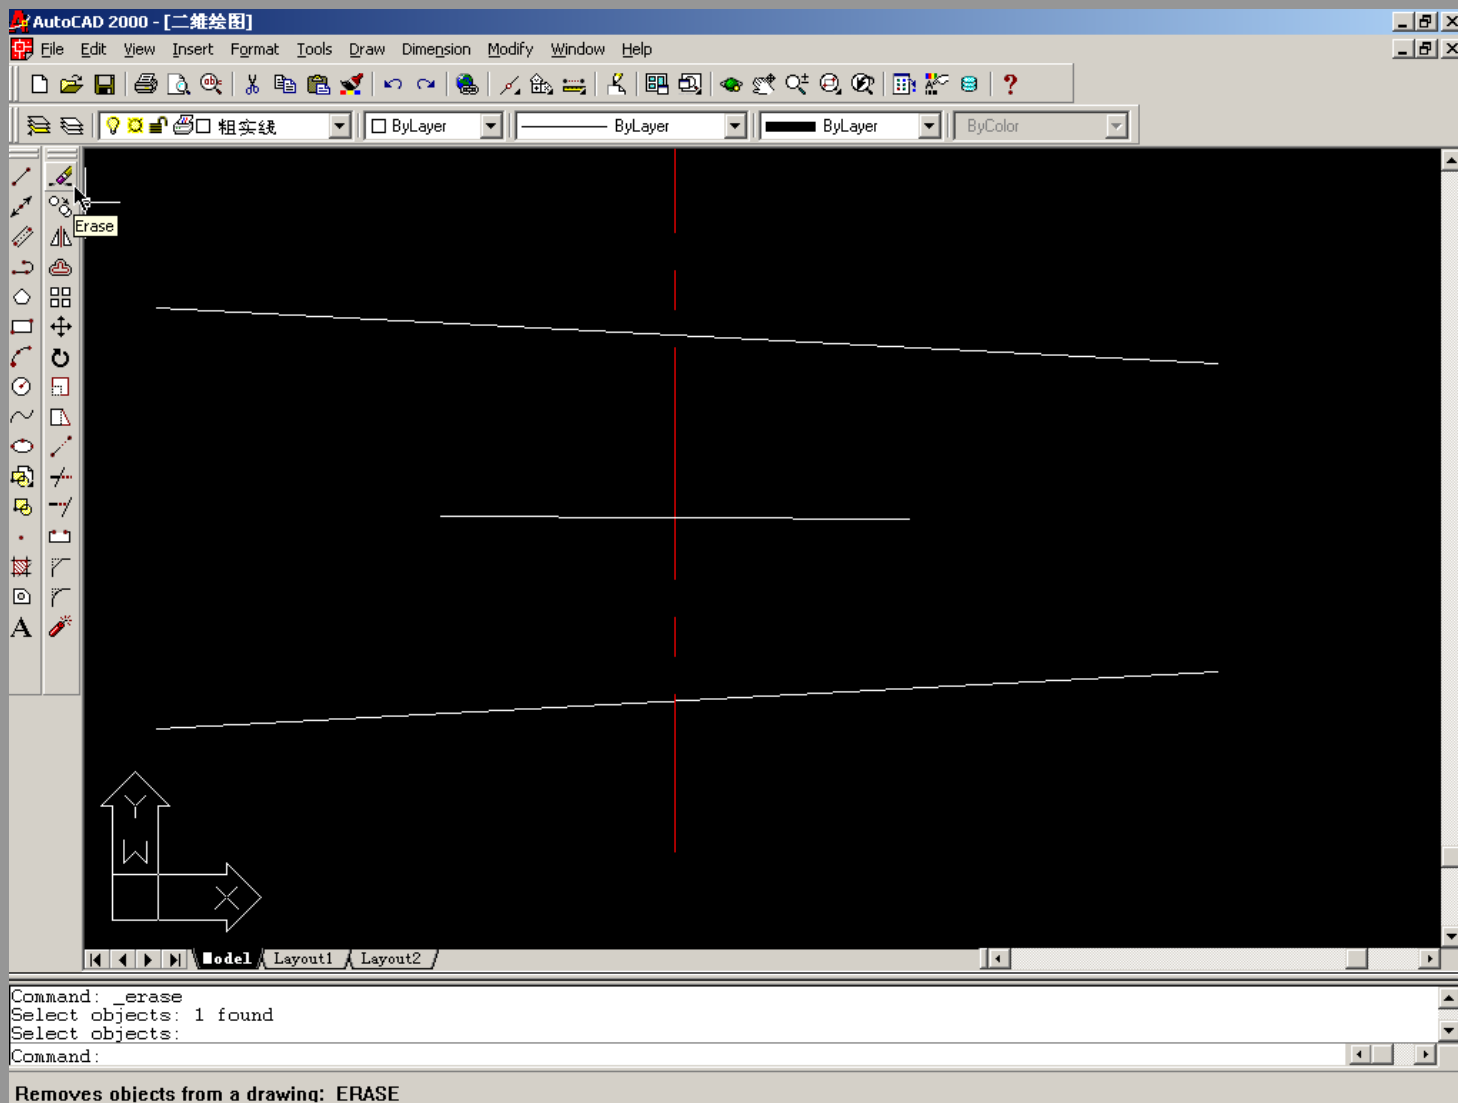 AutoCAD 2000 - [二维绘图]
File Edit View Insert Format Tools Draw Dimension Modify Window Help
粗实线 ByLayer ByLayer ByLayer ByColor
Erase
A
Y
W
X
Model Layout1 Layout2
Command: _erase
Select objects: 1 found
Select objects:
Command:
Removes objects from a drawing: ERASE